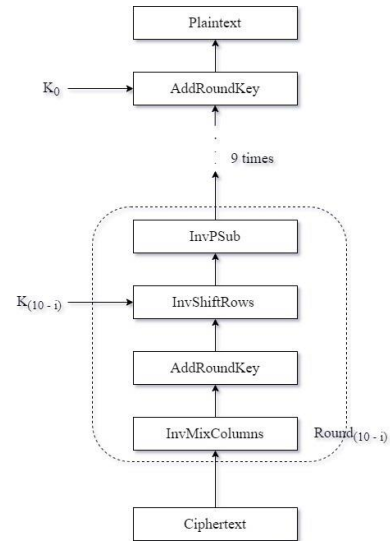 Plaintext
K0
AddRoundKey
9 times
InvPSub
K(10 - i)
InvShiftRows
AddRoundKey
InvMixColumns
Round(10 - i)
Ciphertext